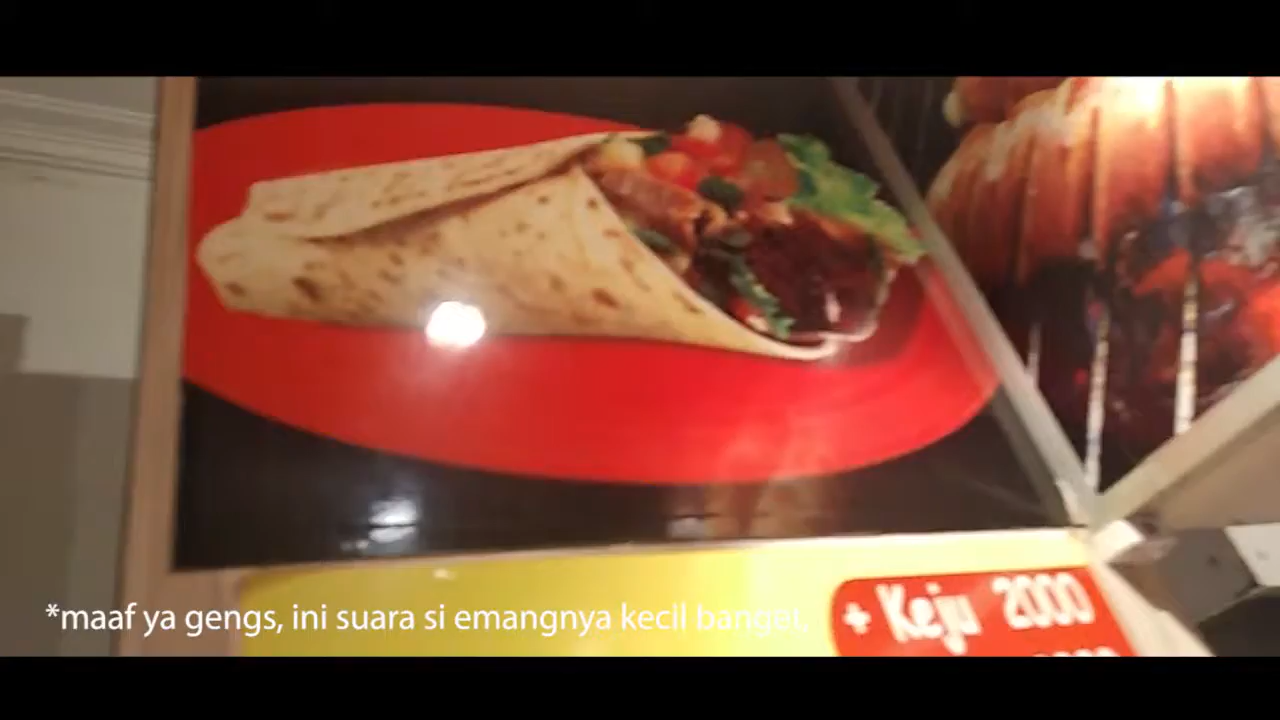 + Keju 2000
*maaf ya gengs, ini suara si emangnya kecil banget,